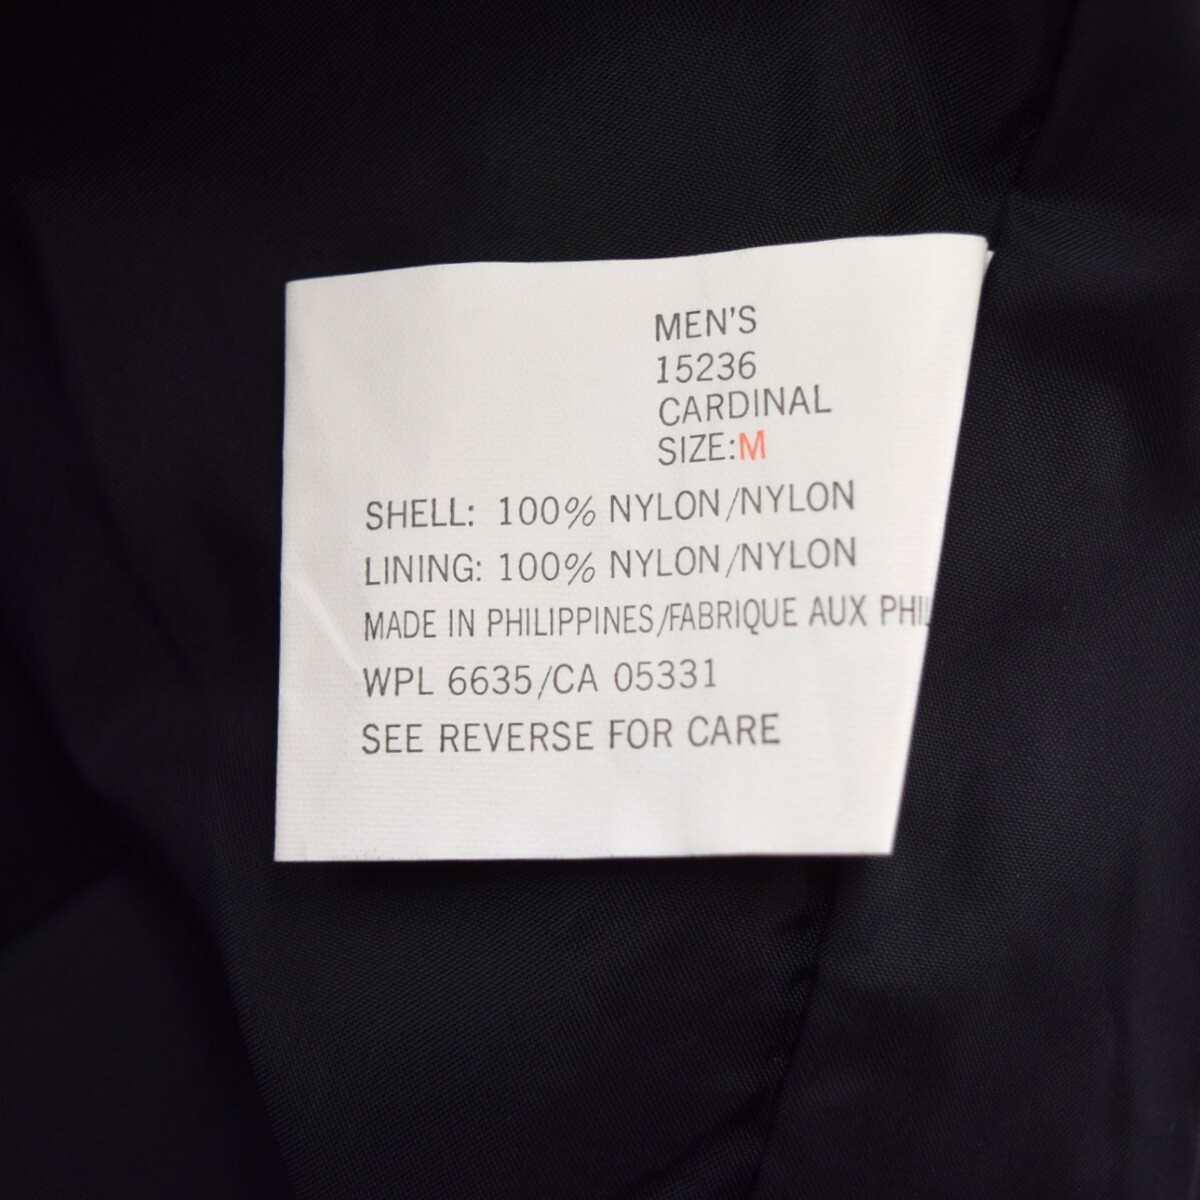 MEN'S
15236
CARDINAL
SIZE:M
SHELL: 100% NYLON/NYLON
LINING: 100% NYLON/NYLON
MADE IN PHILIPPINES/FABRIQUE AUX PHIL
WPL 6635/CA 05331
SEE REVERSE FOR CARE